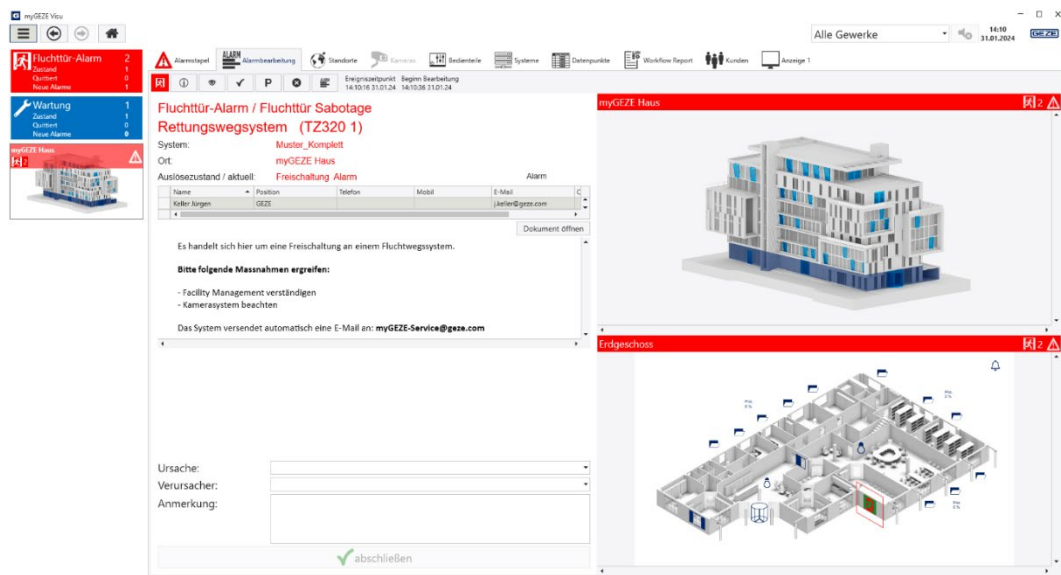 myGEZE Visu
Alle Gewerke
14:10
31.01.2024
GEZE
Fluchttür-Alarm 2
Zustand 1
Quittiert 0
Neue Alarme 1
Wartung 1
Zustand 1
Quittiert 0
Neue Alarme 0
myGEZE Haus
2
Alarmstapel
ALARM
Alarmbearbeitung
Standorte
Kameras
Bedienteile
Systeme
Datenpunkte
Workflow Report
Kunden
Anzeige 1
P
Ereigniszeitpunkt Beginn Bearbeitung
14:10:16 31.01.24 14:10:36 31.01.24
Fluchttür-Alarm / Fluchttür Sabotage
Rettungswegsystem (TZ320 1)
System: Muster_Komplett
Ort: myGEZE Haus
Auslösezustand / aktuell: Freischaltung Alarm Alarm
Name Position Telefon Mobil E-Mail
Keller Jürgen GEZE j.keller@geze.com
Dokument öffnen
Es handelt sich hier um eine Freischaltung an einem Fluchtwegsystem.
Bitte folgende Massnahmen ergreifen:
- Facility Management verständigen
- Kamerasystem beachten
Das System versendet automatisch eine E-Mail an: myGEZE-Service@geze.com
Ursache:
Verursacher:
Anmerkung:
abschließen
myGEZE Haus 2
Erdgeschoss 2